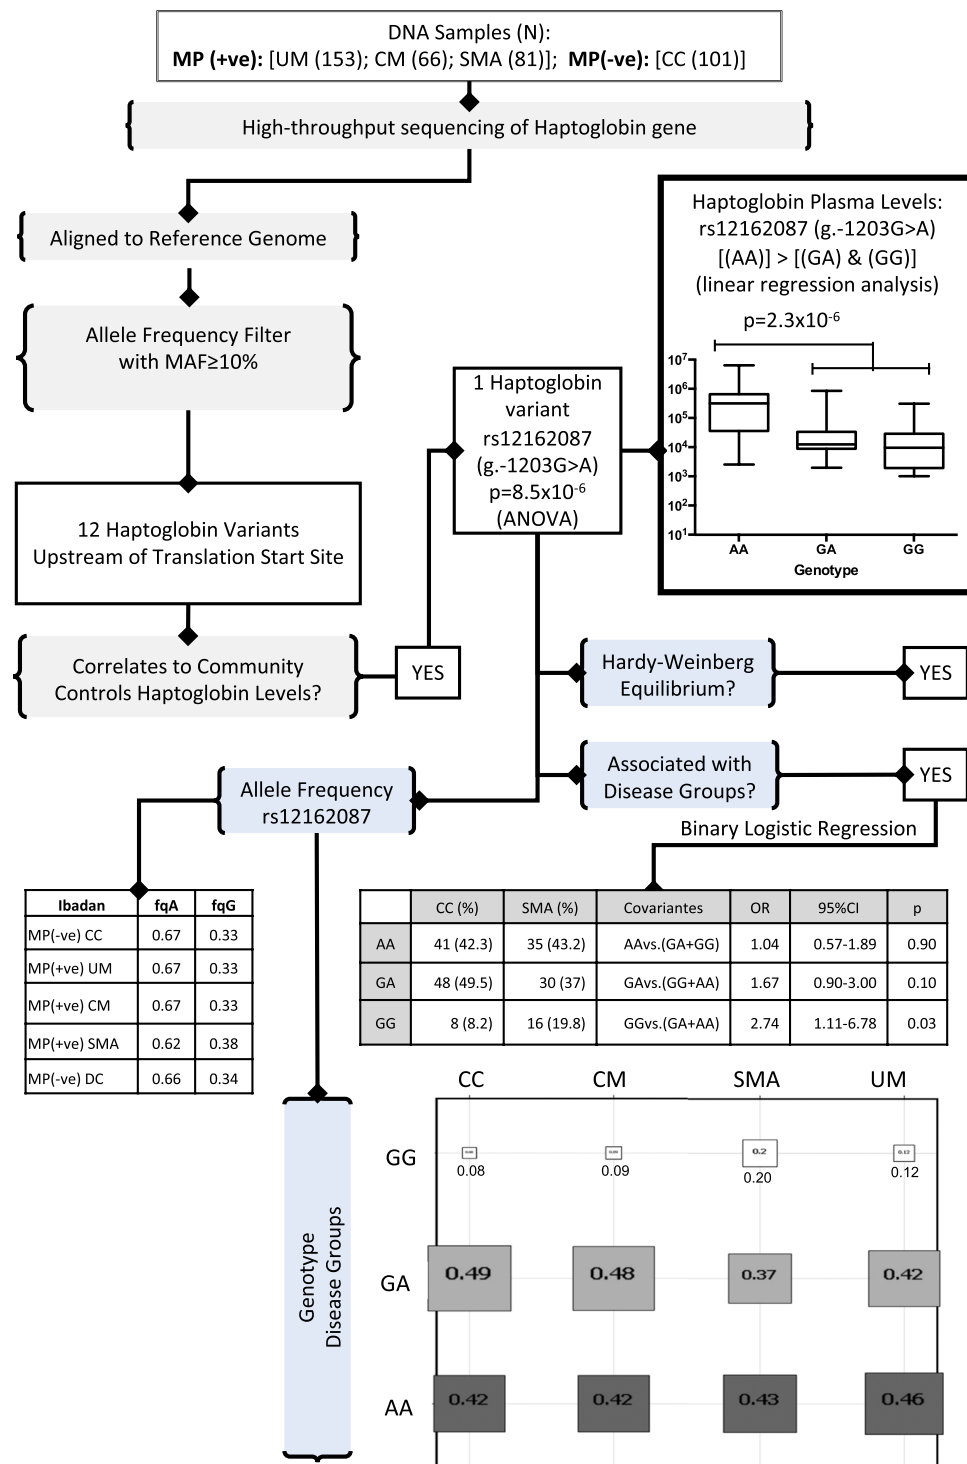 DNA Samples (N):
MP (+ve): [UM (153); CM (66); SMA (81)]; MP(-ve): [CC (101)]
High-throughput sequencing of Haptoglobin gene
Aligned to Reference Genome
Allele Frequency Filter
with MAF≥10%
12 Haptoglobin Variants
Upstream of Translation Start Site
Correlates to Community
Controls Haptoglobin Levels?
YES
1 Haptoglobin
variant
rs12162087
(g.-1203G>A)
p=8.5x10⁻⁶
(ANOVA)
Haptoglobin Plasma Levels:
rs12162087 (g.-1203G>A)
[(AA)] > [(GA) & (GG)]
(linear regression analysis)
p=2.3x10⁻⁶
10⁷
10⁶
10⁵
10⁴
10³
10²
10¹
AA GA GG
Genotype
Hardy-Weinberg
Equilibrium?
YES
Associated with
Disease Groups?
YES
Binary Logistic Regression
Allele Frequency
rs12162087
Ibadan fqA fqG
MP(-ve) CC 0.67 0.33
MP(+ve) UM 0.67 0.33
MP(+ve) CM 0.67 0.33
MP(+ve) SMA 0.62 0.38
MP(-ve) DC 0.66 0.34
CC (%) SMA (%) Covariantes OR 95%CI p
AA 41 (42.3) 35 (43.2) AAvs.(GA+GG) 1.04 0.57-1.89 0.90
GA 48 (49.5) 30 (37) GAvs.(GG+AA) 1.67 0.90-3.00 0.10
GG 8 (8.2) 16 (19.8) GGvs.(GA+AA) 2.74 1.11-6.78 0.03
Genotype
Disease Groups
CC CM SMA UM
GG 0.2 0.12
0.08 0.09 0.20 0.12
GA 0.49 0.48 0.37 0.42
AA 0.42 0.42 0.43 0.46